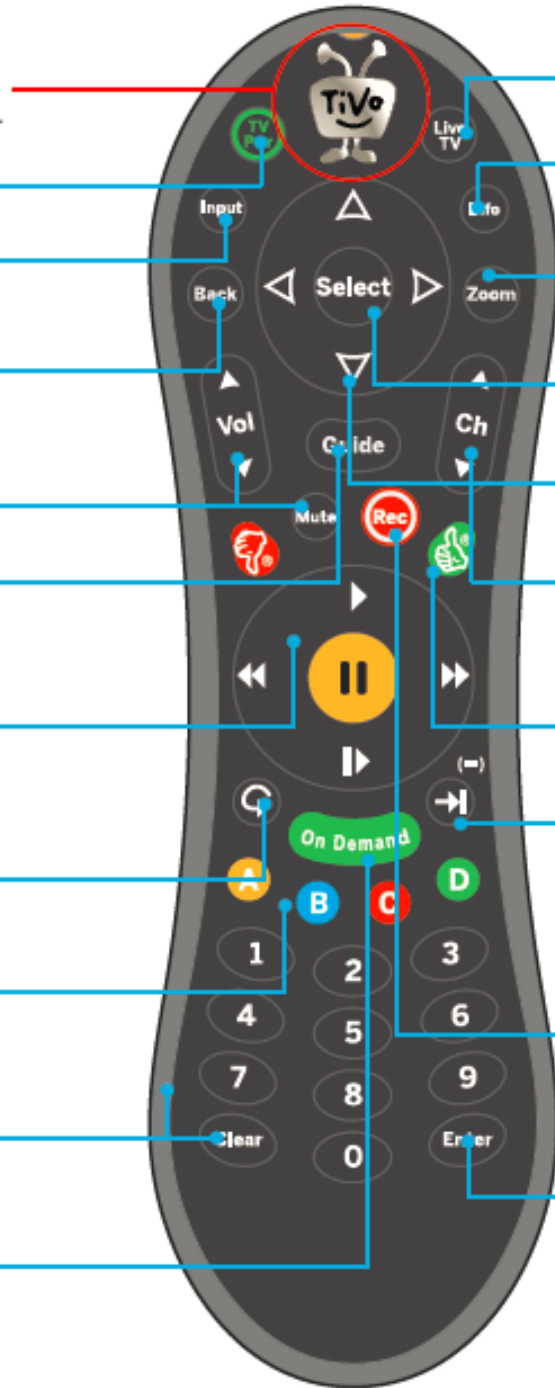 TiVo
TV
Pwr
Live
TV
Input
Info
Back
Select
Zoom
Vol
Guide
Ch
Mute
Rec
®
®
(–)
On Demand
A
B
C
D
1
2
3
4
5
6
7
8
9
Clear
0
Enter